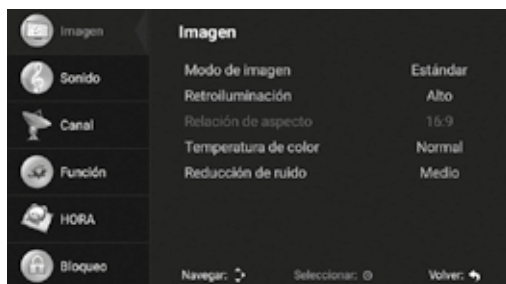 Imagen
Sonido
Canal
Función
HORA
Bloqueo
Imagen
Modo de imagen Estándar
Retroiluminación Alto
Relación de aspecto 16:9
Temperatura de color Normal
Reducción de ruido Medio
Navegar: Seleccionar: Volver: